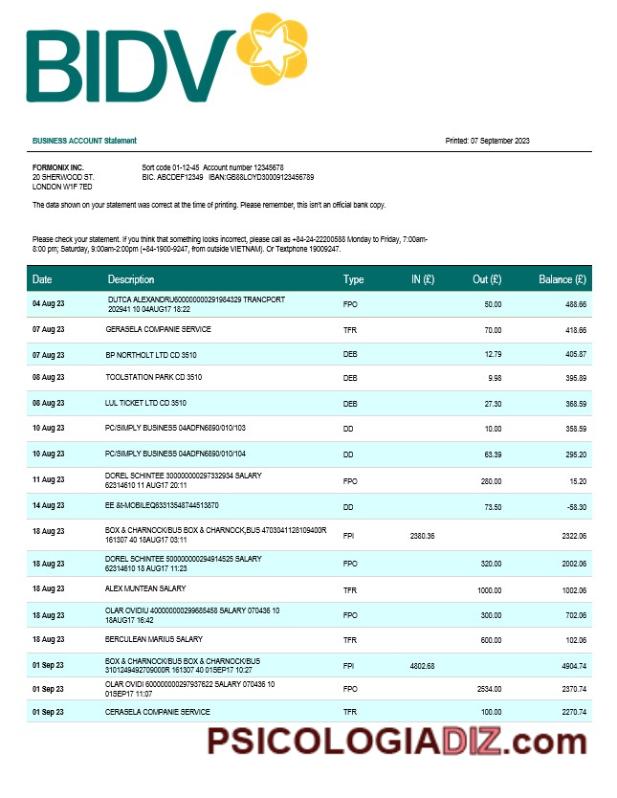 BIDV
BUSINESS ACCOUNT Statement Printed: 07 September 2023
FORMONIX INC. Sort code 01-12-45 Account number 12345678
20 SHERWOOD ST. BIC. ABCDEF12349 IBAN:GB88LOYD30009123456789
LONDON W1F 7ED
The data shown on your statement was correct at the time of printing. Please remember, this isn't an official bank copy.
Please check your statement. If you think that something looks incorrect, please call as +84-24-22200588 Monday to Friday, 7:00am-
8:00 pm; Saturday, 9:00am-2:00pm (+84-1900-9247, from outside VIETNAM). Or Textphone 19009247.
Date Description Type IN (£) Out (£) Balance (£)
04 Aug 23 DUTCA ALEXANDRU600000000291984329 TRANCPORT FPO 50.00 488.66
202941 10 04AUG17 18:22
07 Aug 23 GERASELA COMPANIE SERVICE TFR 70.00 418.66
07 Aug 23 BP NORTHOLT LTD CD 3510 DEB 12.79 405.87
08 Aug 23 TOOLSTATION PARK CD 3510 DEB 9.98 395.89
08 Aug 23 LUL TICKET LTD CD 3510 DEB 27.30 368.59
10 Aug 23 PC/SIMPLY BUSINESS 04ADFN6890/010/103 DD 10.00 358.59
10 Aug 23 PC/SIMPLY BUSINESS 04ADFN6890/010/104 DD 63.39 295.20
11 Aug 23 DOREL SCHINTEE 300000000297332934 SALARY FPO 280.00 15.20
62314610 11 AUG17 20:11
14 Aug 23 EE &t-MOBILEQ63313548744513870 DD 73.50 -58.30
18 Aug 23 BOX & CHARNOCK/BUS BOX & CHARNOCK,BUS 4703041128109400R FPI 2380.36 2322.06
161307 40 18AUG17 03:11
18 Aug 23 DOREL SCHINTEE 500000000294914525 SALARY FPO 320.00 2002.06
62314610 18 AUG17 11:23
18 Aug 23 ALEX MUNTEAN SALARY TFR 1000.00 1002.06
18 Aug 23 OLAR OVIDIU 400000000299685458 SALARY 070436 10 FPO 300.00 702.06
18AUG17 16:42
18 Aug 23 BERCULEAN MARIUS SALARY TFR 600.00 102.06
01 Sep 23 BOX & CHARNOCK/BUS BOX & CHARNOCK/BUS FPI 4802.68 4904.74
3101249492709000R 161307 40 01SEP17 10:27
01 Sep 23 OLAR OVIDI 600000000297937622 SALARY 070436 10 FPO 2534.00 2370.74
01SEP17 11:07
01 Sep 23 CERASELA COMPANIE SERVICE TFR 100.00 2270.74
PSICOLOGIADIZ.com